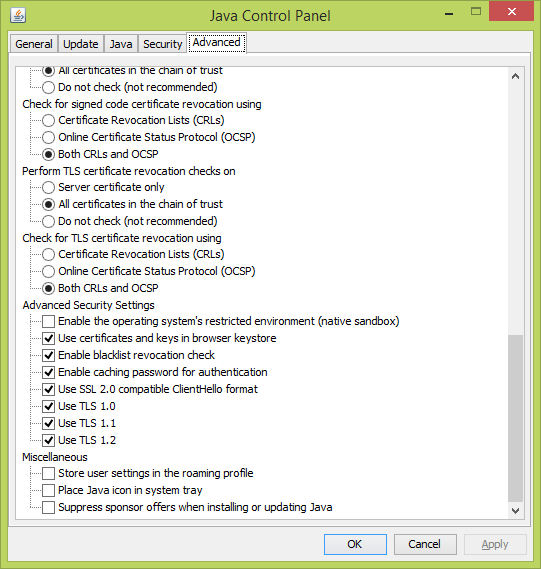 Java Control Panel
General Update Java Security Advanced
All certificates in the chain of trust
Do not check (not recommended)
Check for signed code certificate revocation using
Certificate Revocation Lists (CRLs)
Online Certificate Status Protocol (OCSP)
Both CRLs and OCSP
Perform TLS certificate revocation checks on
Server certificate only
All certificates in the chain of trust
Do not check (not recommended)
Check for TLS certificate revocation using
Certificate Revocation Lists (CRLs)
Online Certificate Status Protocol (OCSP)
Both CRLs and OCSP
Advanced Security Settings
Enable the operating system's restricted environment (native sandbox)
Use certificates and keys in browser keystore
Enable blacklist revocation check
Enable caching password for authentication
Use SSL 2.0 compatible ClientHello format
Use TLS 1.0
Use TLS 1.1
Use TLS 1.2
Miscellaneous
Store user settings in the roaming profile
Place Java icon in system tray
Suppress sponsor offers when installing or updating Java
OK Cancel Apply